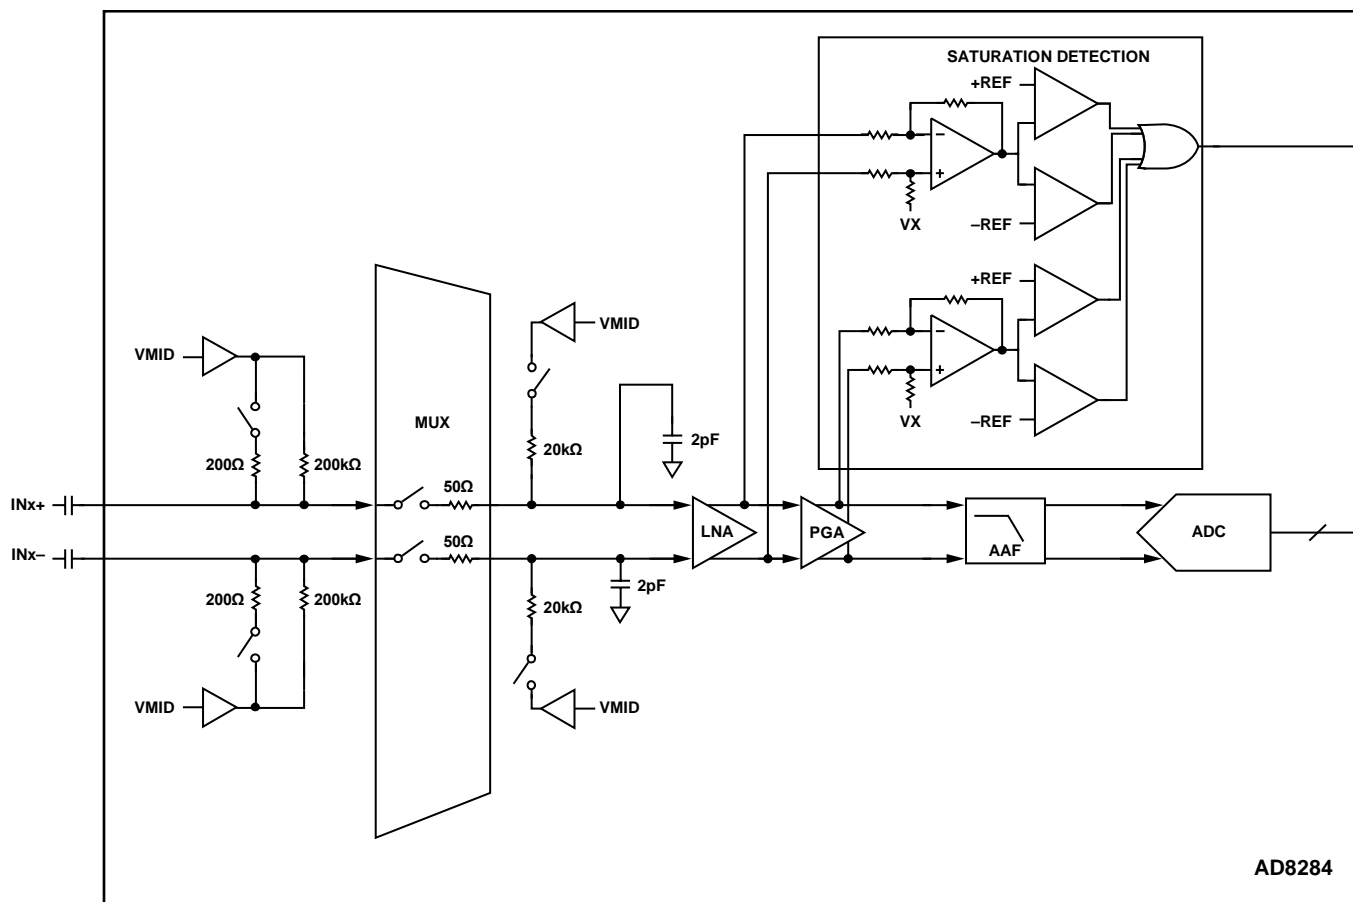 SATURATION DETECTION
+REF
–
+
VX
–REF
+REF
–
+
VX
–REF
VMID
VMID
MUX
200Ω
200kΩ
20kΩ
2pF
INx+
50Ω
LNA
PGA
AAF
ADC
INx–
50Ω
200Ω
200kΩ
20kΩ
2pF
VMID
VMID
AD8284